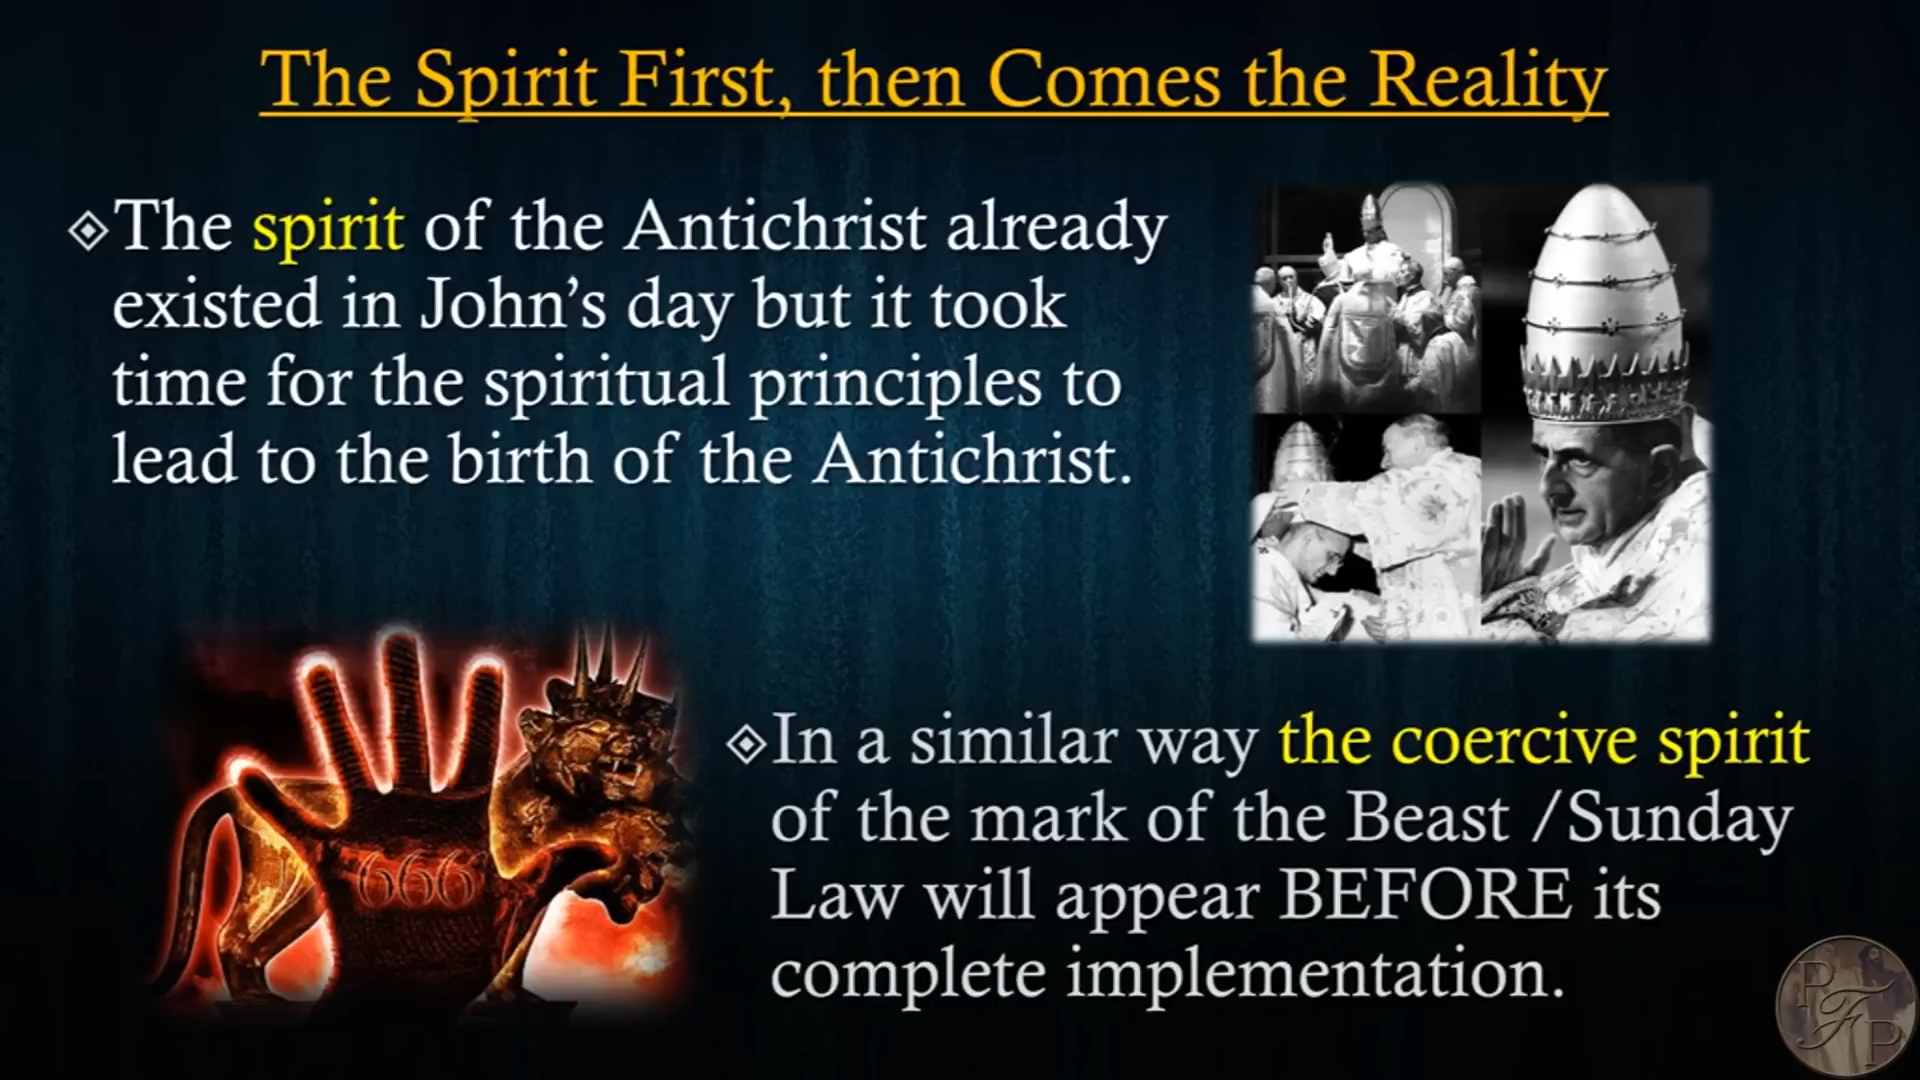 The Spirit First, then Comes the Reality
The spirit of the Antichrist already
existed in John’s day but it took
time for the spiritual principles to
lead to the birth of the Antichrist.
666
In a similar way the coercive spirit
of the mark of the Beast /Sunday
Law will appear BEFORE its
complete implementation.
P F P